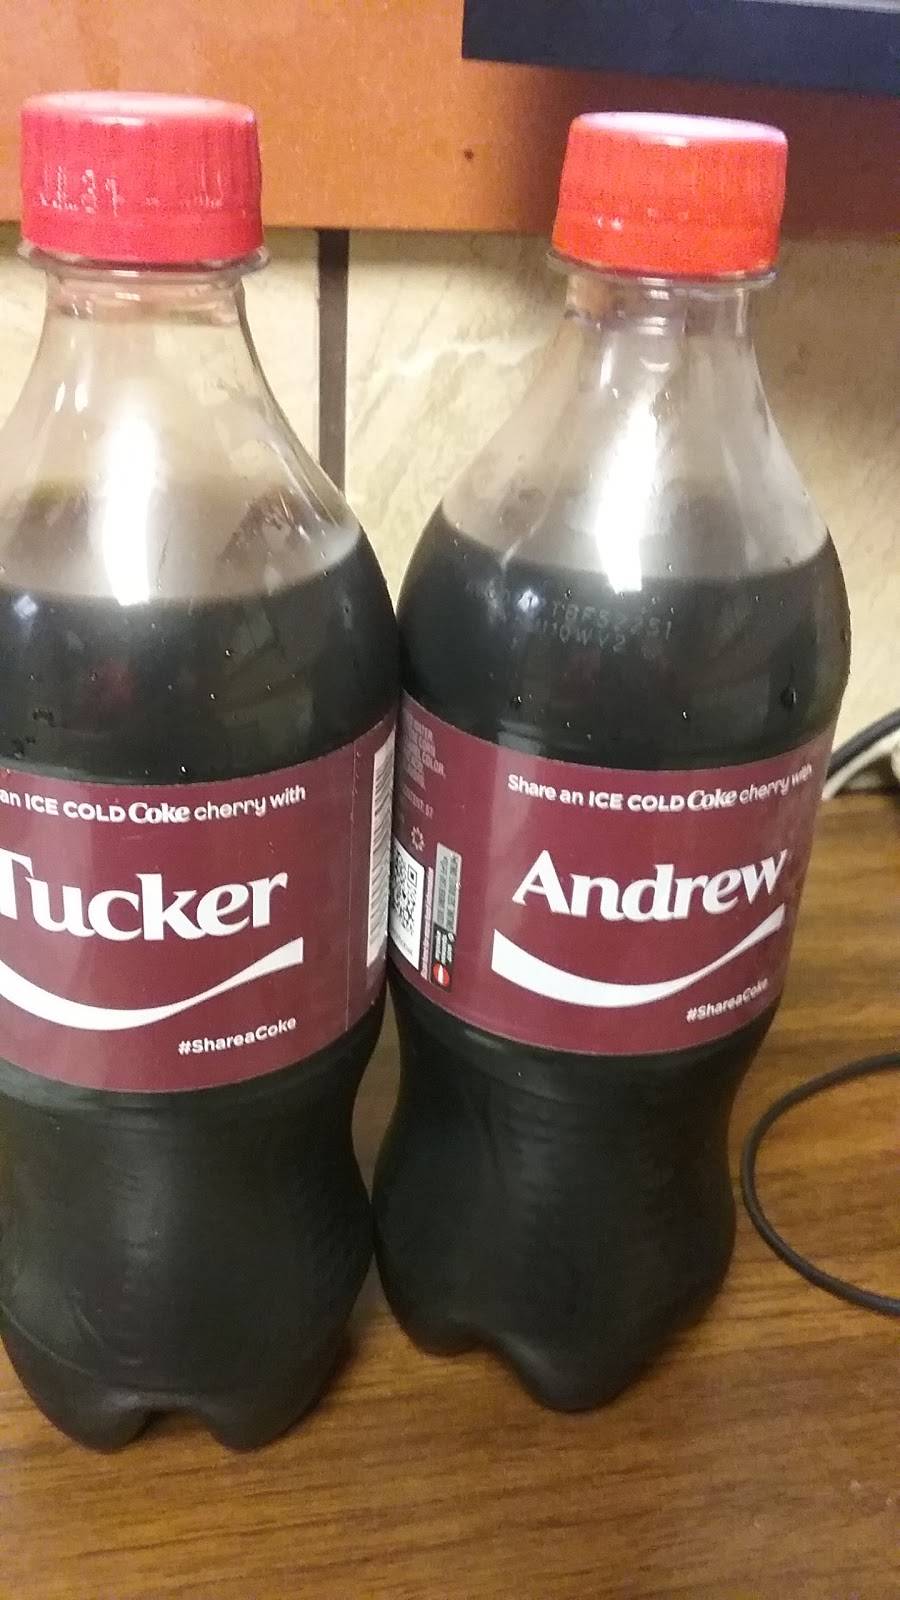 an ICE COLD Coke cherry with
Tucker
#ShareaCoke
Share an ICE COLD Coke cherry with
Andrew
#ShareaCoke